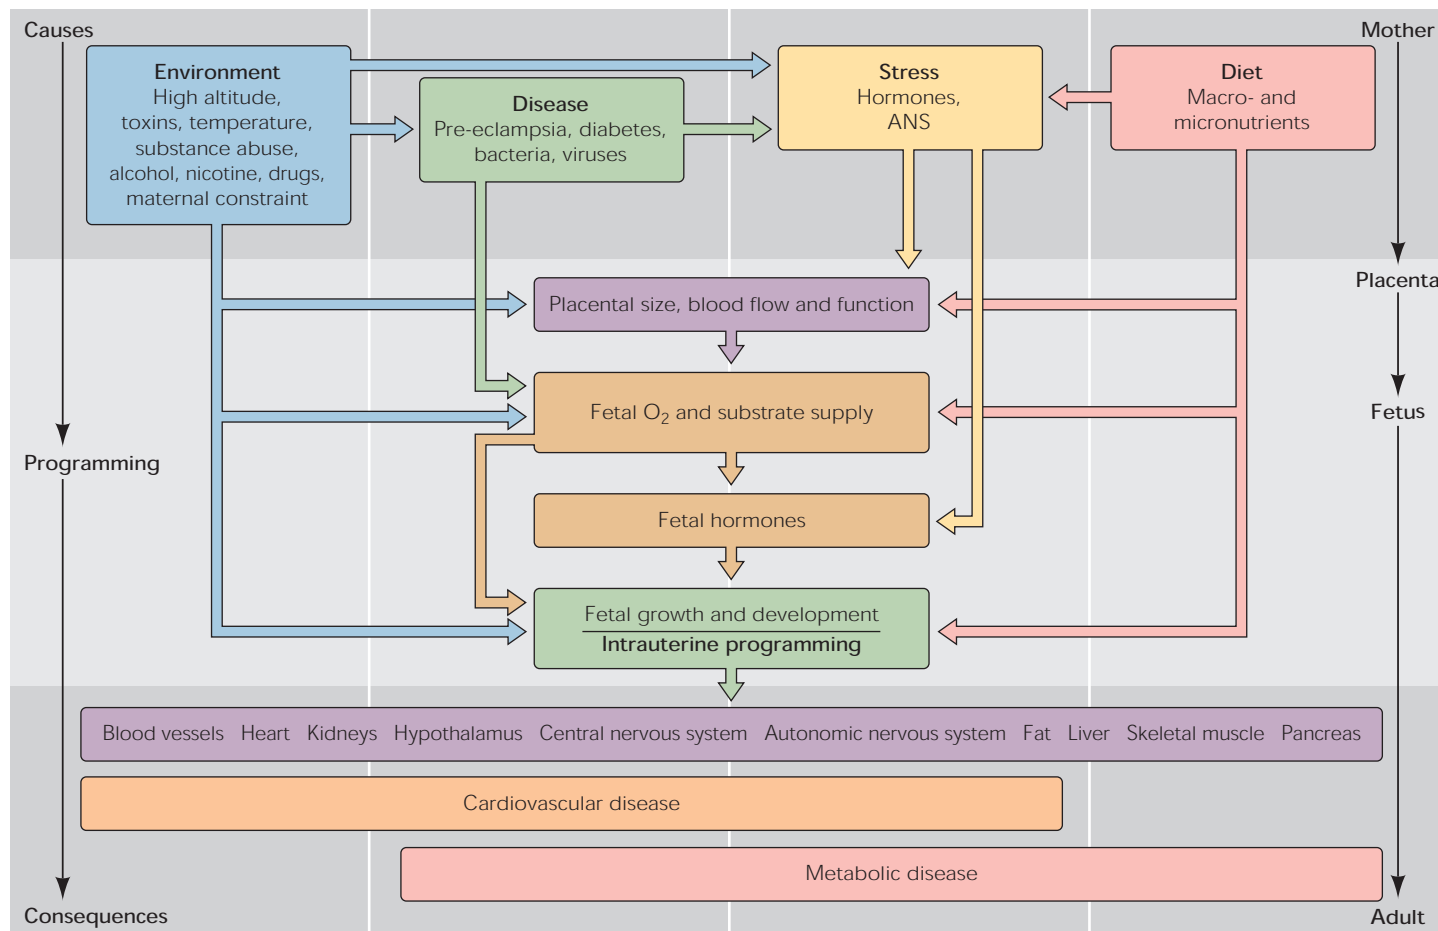 Causes
Mother
Environment
High altitude,
toxins, temperature,
substance abuse,
alcohol, nicotine, drugs,
maternal constraint
Disease
Pre-eclampsia, diabetes,
bacteria, viruses
Stress
Hormones,
ANS
Diet
Macro- and
micronutrients
Placenta
Placental size, blood flow and function
Fetal O₂ and substrate supply
Fetus
Programming
Fetal hormones
Fetal growth and development
Intrauterine programming
Blood vessels Heart Kidneys Hypothalamus Central nervous system Autonomic nervous system Fat Liver Skeletal muscle Pancreas
Cardiovascular disease
Metabolic disease
Consequences
Adult